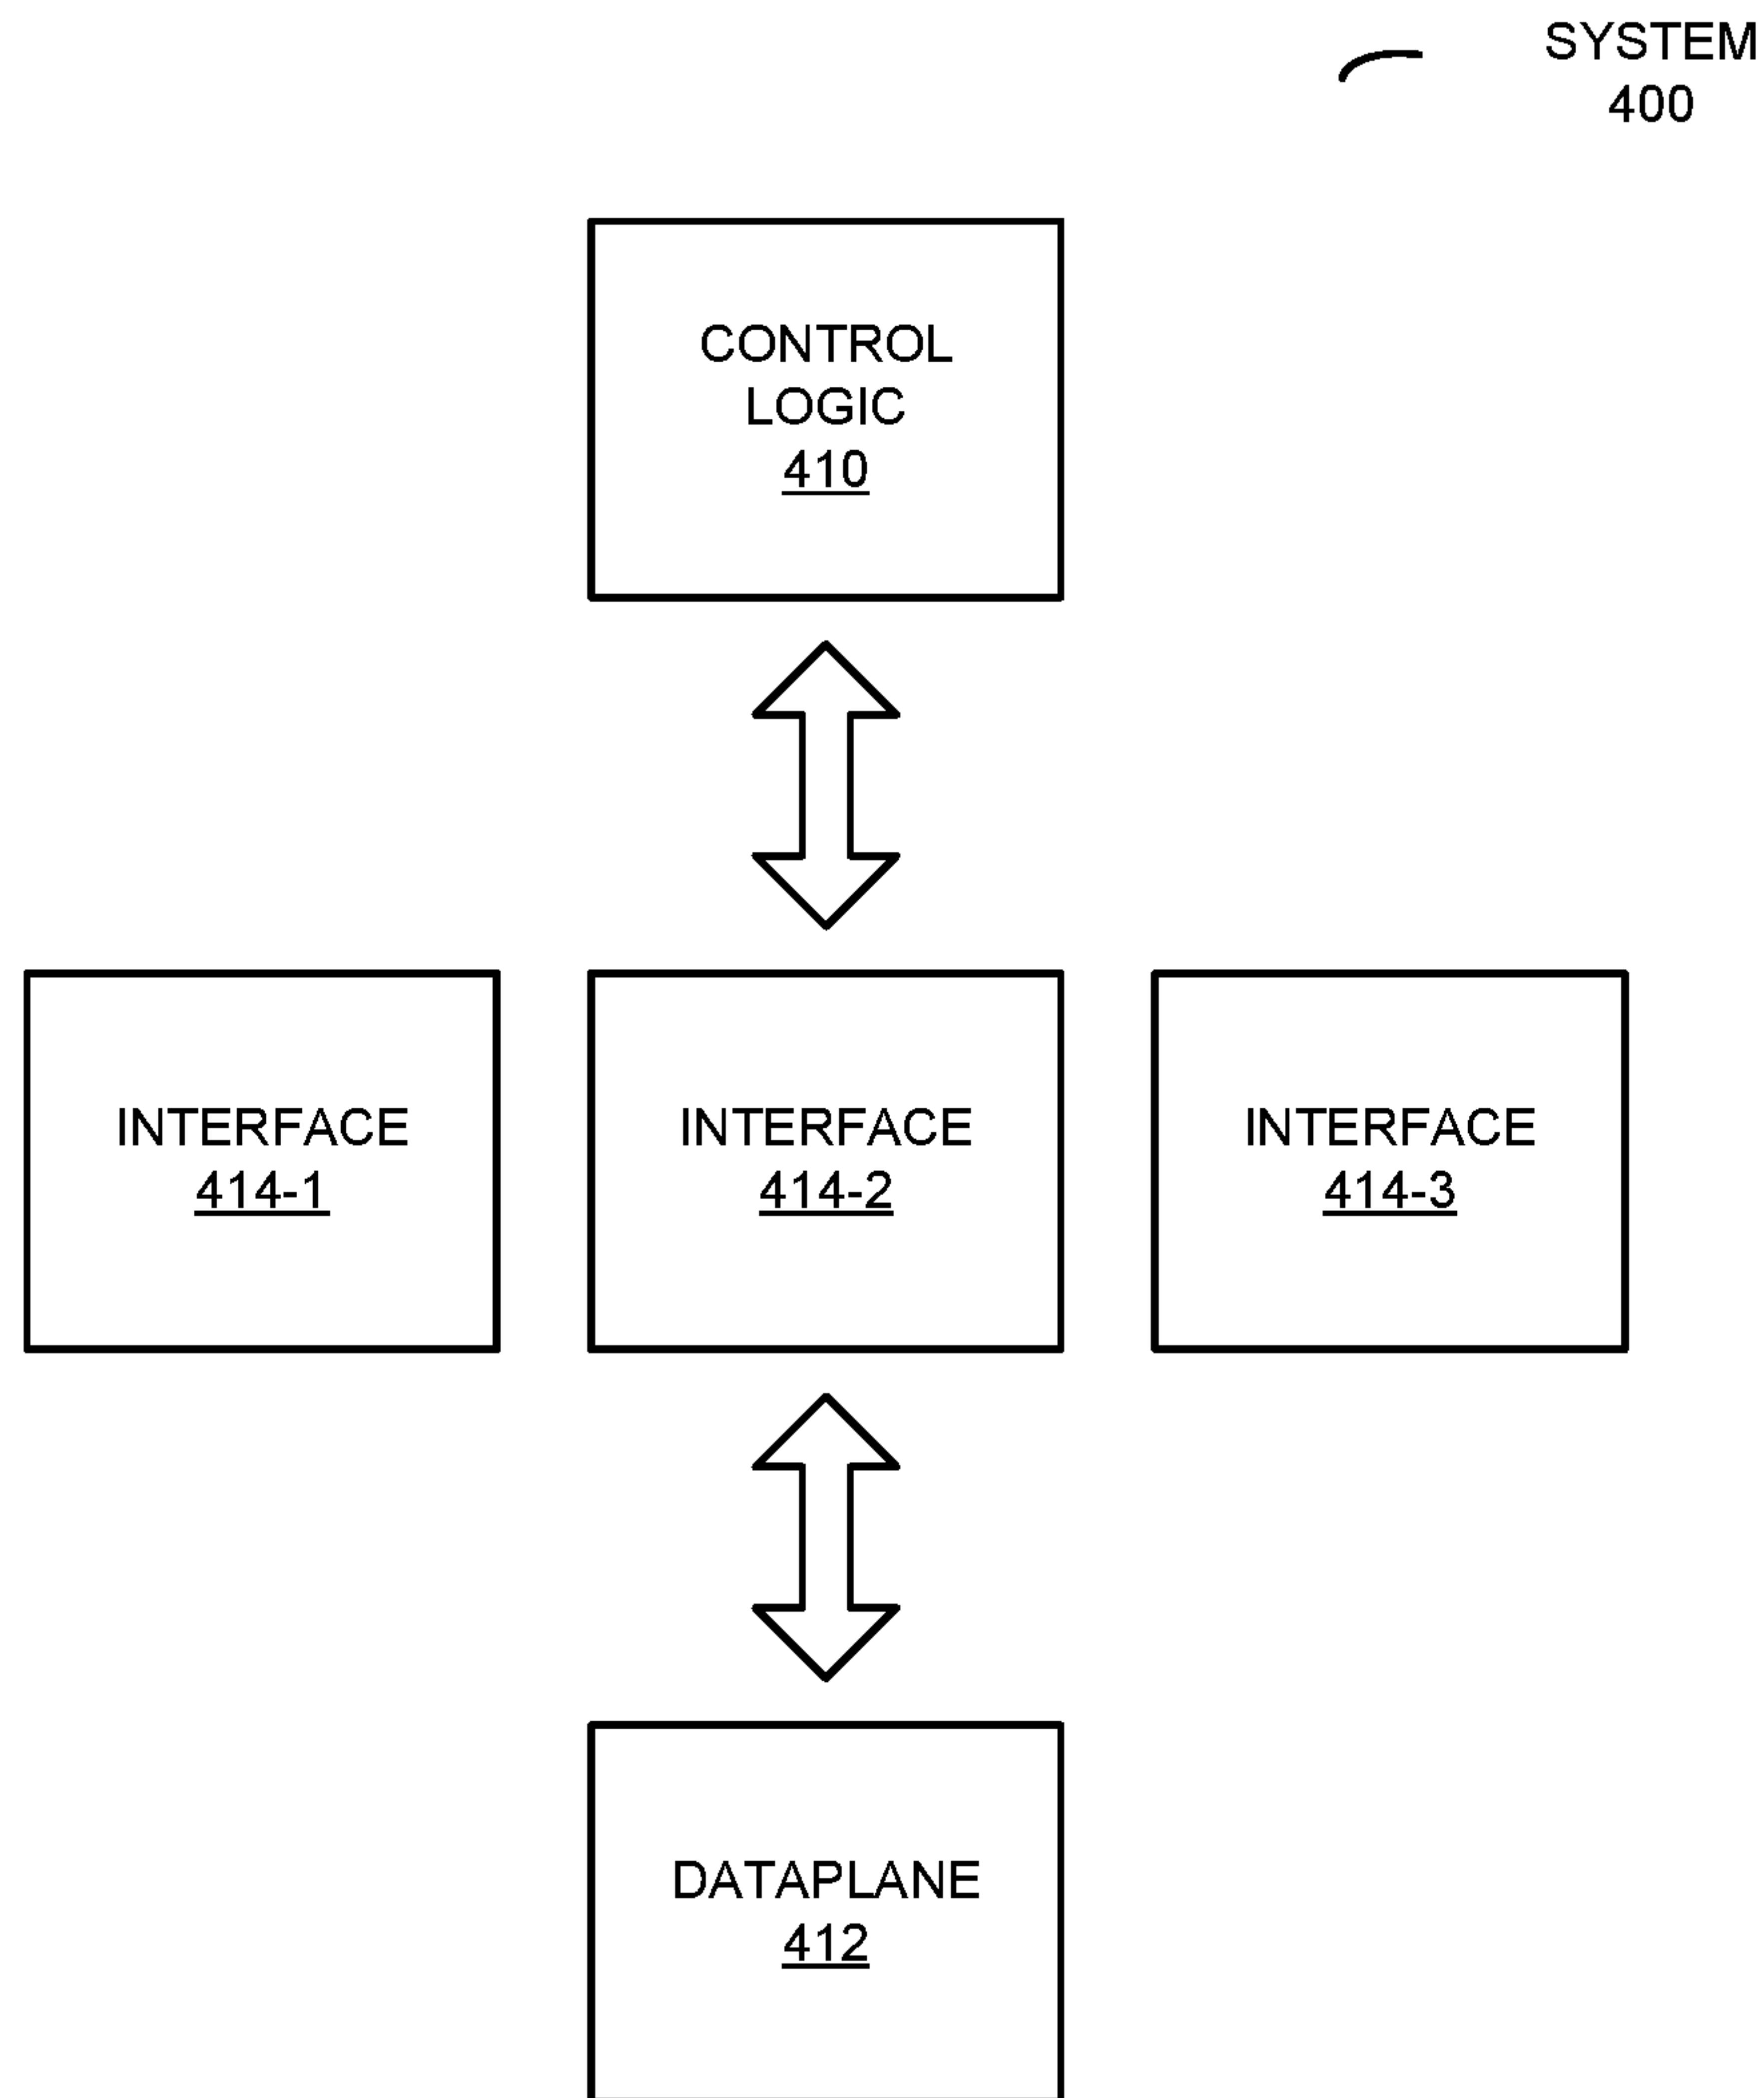 SYSTEM
400
CONTROL
LOGIC
410
INTERFACE
414-1
INTERFACE
414-2
INTERFACE
414-3
DATAPLANE
412